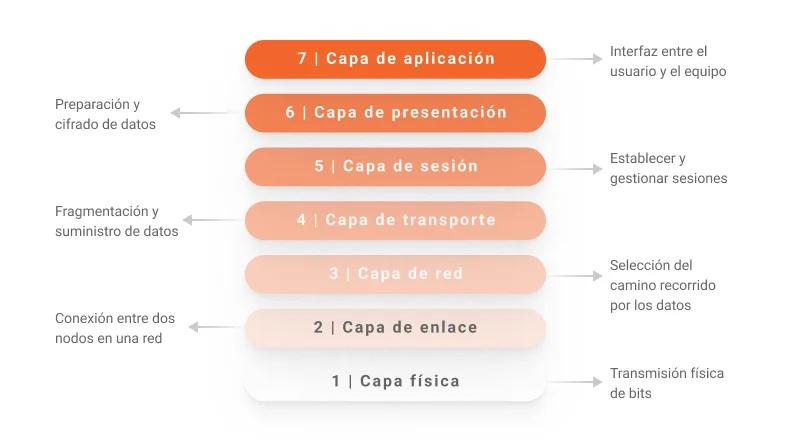 7 | Capa de aplicación
Interfaz entre el
usuario y el equipo
Preparación y
cifrado de datos
6 | Capa de presentación
5 | Capa de sesión
Establecer y
gestionar sesiones
Fragmentación y
suministro de datos
4 | Capa de transporte
3 | Capa de red
Selección del
camino recorrido
por los datos
Conexión entre dos
nodos en una red
2 | Capa de enlace
1 | Capa física
Transmisión física
de bits